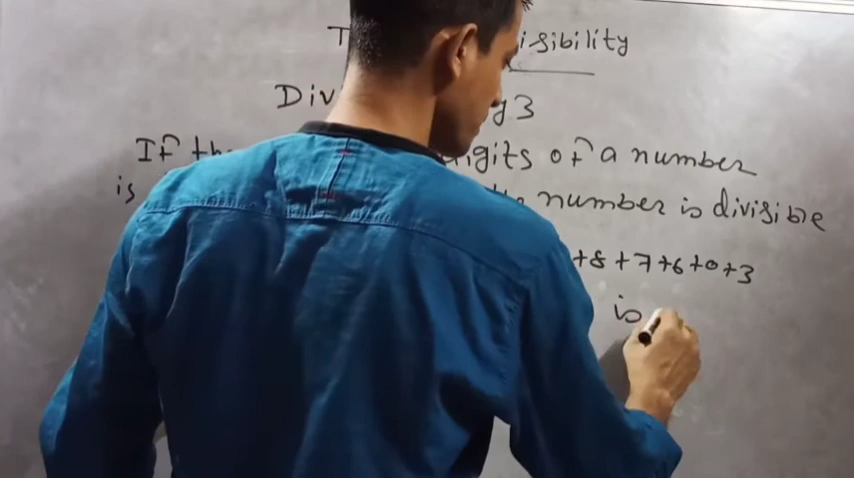 T isibility
Div y 3
If th igits of a number
is number is divisible
+8+7+6+0+3
is